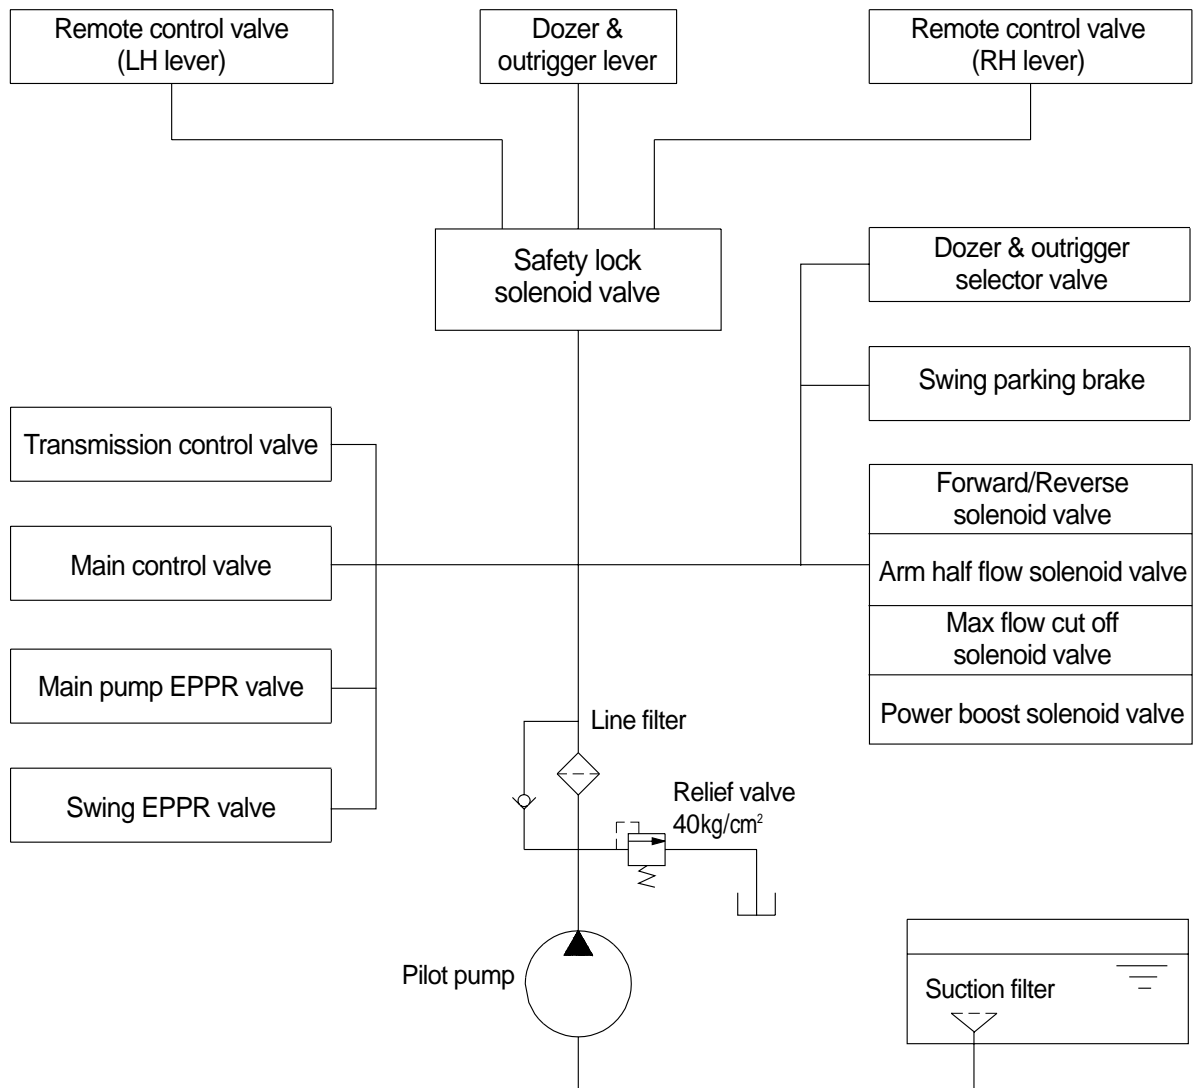 Remote control valve
(LH lever)
Dozer &
outrigger lever
Remote control valve
(RH lever)
Safety lock
solenoid valve
Dozer & outrigger
selector valve
Swing parking brake
Transmission control valve
Main control valve
Main pump EPPR valve
Swing EPPR valve
Forward/Reverse
solenoid valve
Arm half flow solenoid valve
Max flow cut off
solenoid valve
Power boost solenoid valve
Line filter
Relief valve
40kg/cm²
Pilot pump
Suction filter